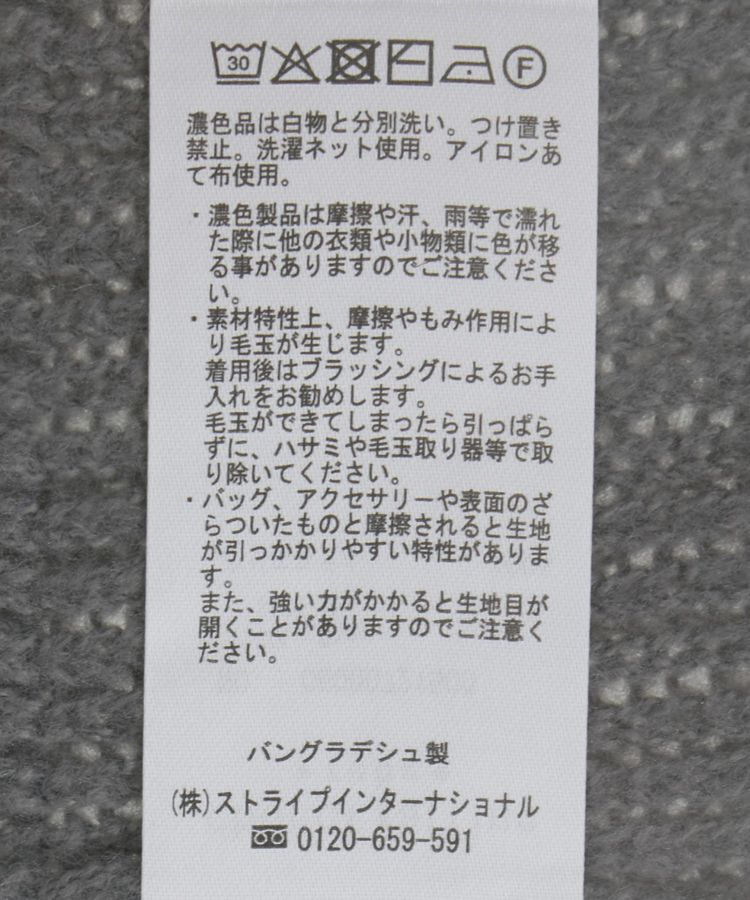 30 F
濃色品は白物と分別洗い。つけ置き
禁止。洗濯ネット使用。アイロンあ
て布使用。
・濃色製品は摩擦や汗、雨等で濡れ
た際に他の衣類や小物類に色が移
る事がありますのでご注意くださ
い。
・素材特性上、摩擦やもみ作用によ
り毛玉が生じます。
着用後はブラッシングによるお手
入れをお勧めします。
毛玉ができてしまったら引っぱら
ずに、ハサミや毛玉取り器等で取
り除いてください。
・バッグ、アクセサリーや表面のざ
らついたものと摩擦されると生地
が引っかかりやすい特性がありま
す。
また、強い力がかかると生地目が
開くことがありますのでご注意く
ださい。
バングラデシュ製
(株)ストライプインターナショナル
0120-659-591